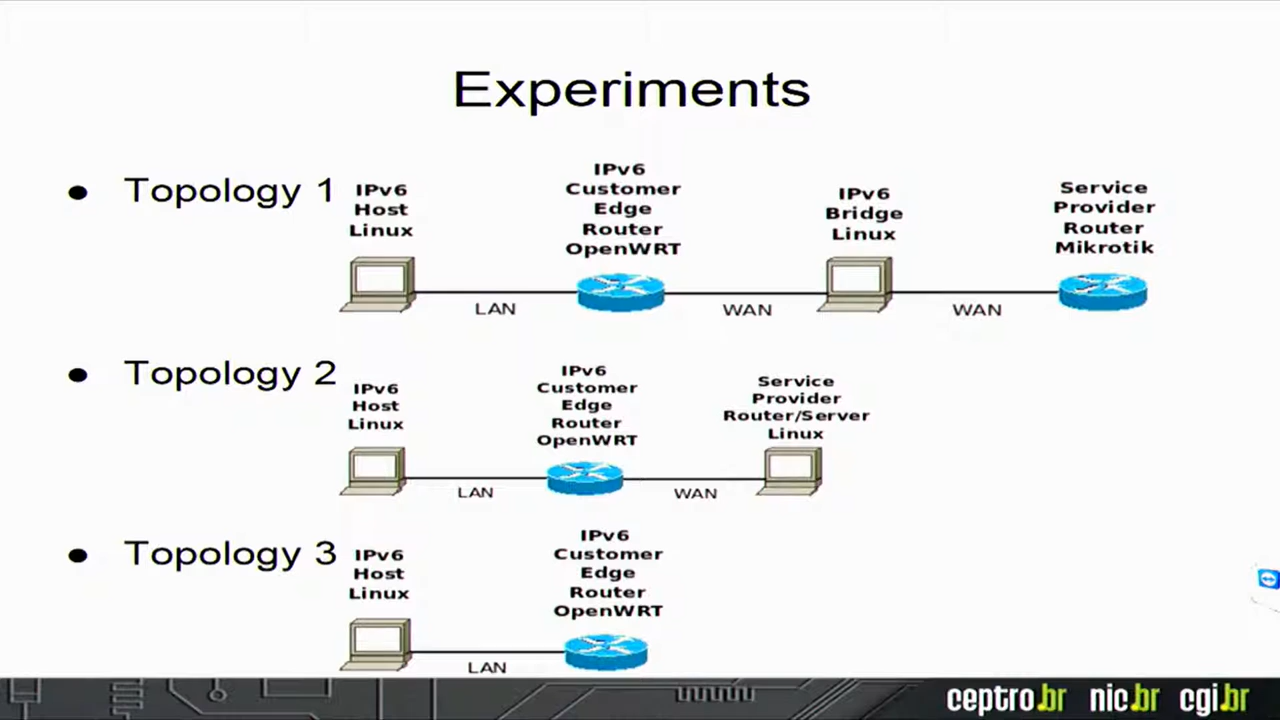 Experiments
● Topology 1
IPv6
Host
Linux
IPv6
Customer
Edge
Router
OpenWRT
IPv6
Bridge
Linux
Service
Provider
Router
Mikrotik
LAN
WAN
WAN
● Topology 2
IPv6
Host
Linux
IPv6
Customer
Edge
Router
OpenWRT
Service
Provider
Router/Server
Linux
LAN
WAN
● Topology 3
IPv6
Host
Linux
IPv6
Customer
Edge
Router
OpenWRT
LAN
ceptro.br nic.br cgi.br